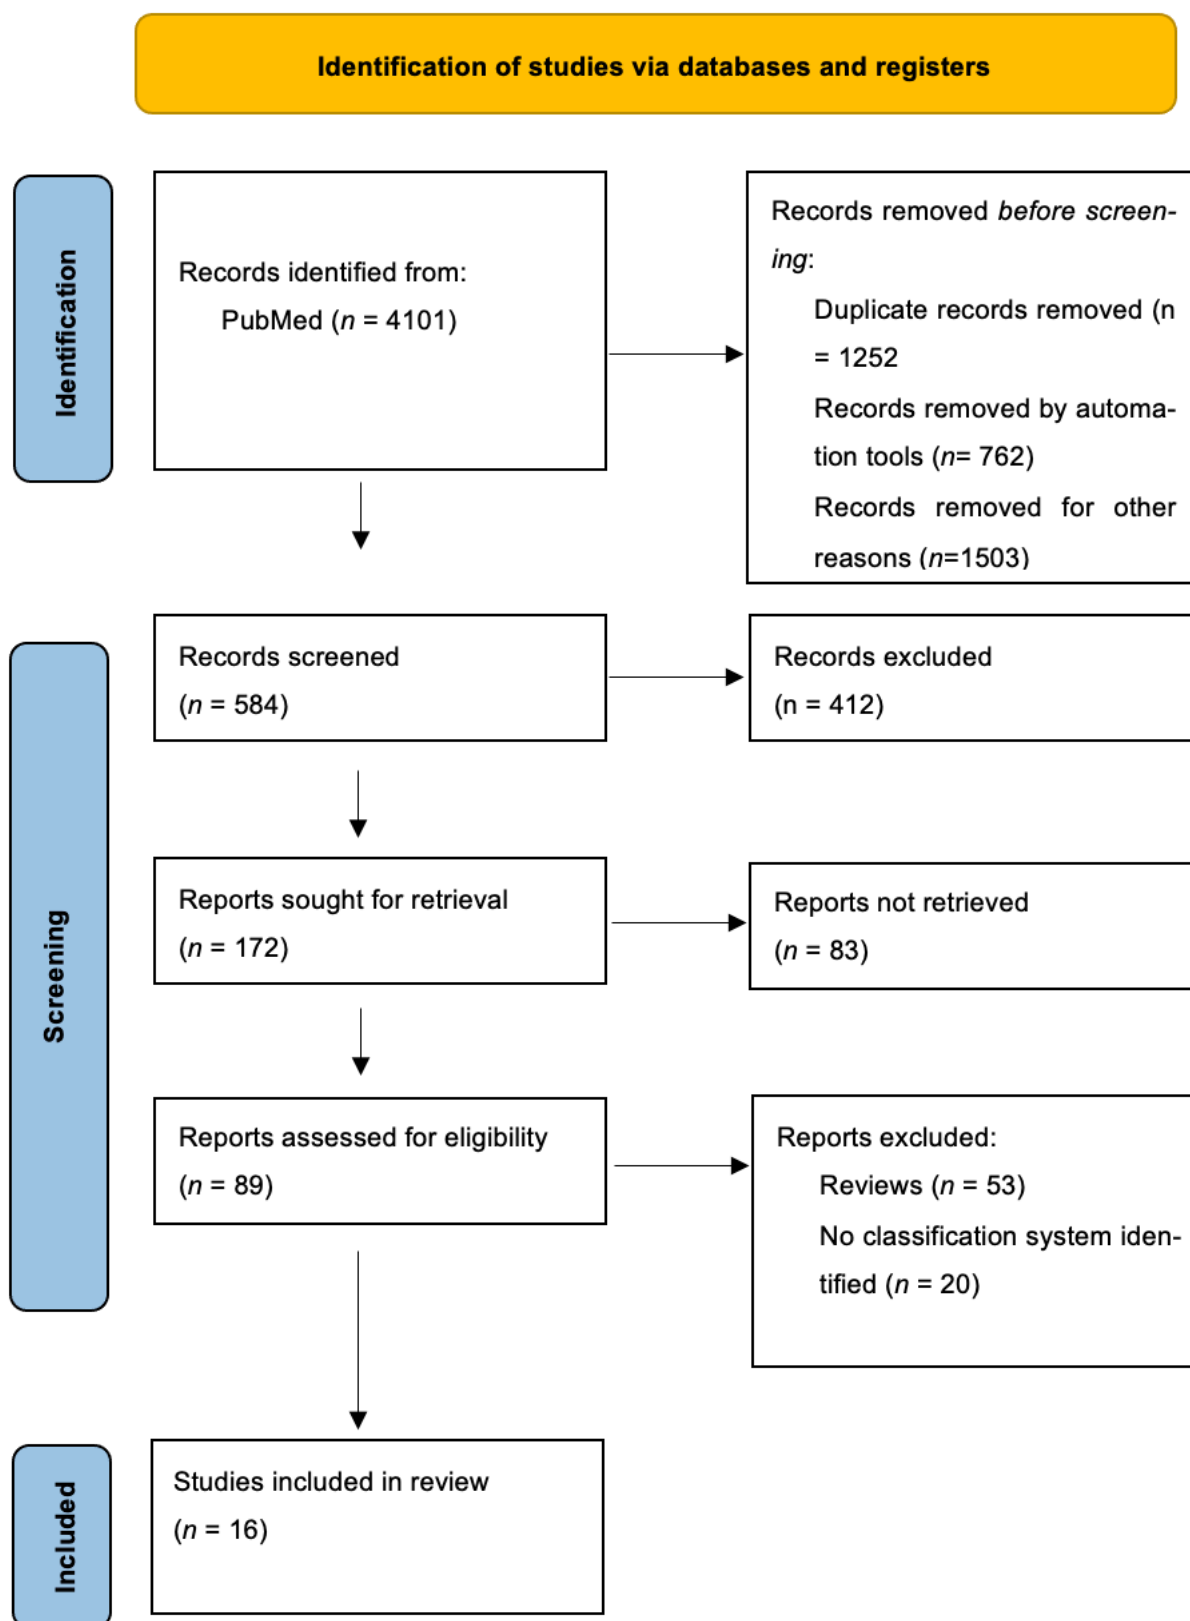 Identification of studies via databases and registers
Identification
Records identified from:
PubMed (n = 4101)
Records removed before screen-
ing:
Duplicate records removed (n
= 1252
Records removed by automa-
tion tools (n= 762)
Records removed for other
reasons (n=1503)
Screening
Records screened
(n = 584)
Records excluded
(n = 412)
Reports sought for retrieval
(n = 172)
Reports not retrieved
(n = 83)
Reports assessed for eligibility
(n = 89)
Reports excluded:
Reviews (n = 53)
No classification system iden-
tified (n = 20)
Included
Studies included in review
(n = 16)